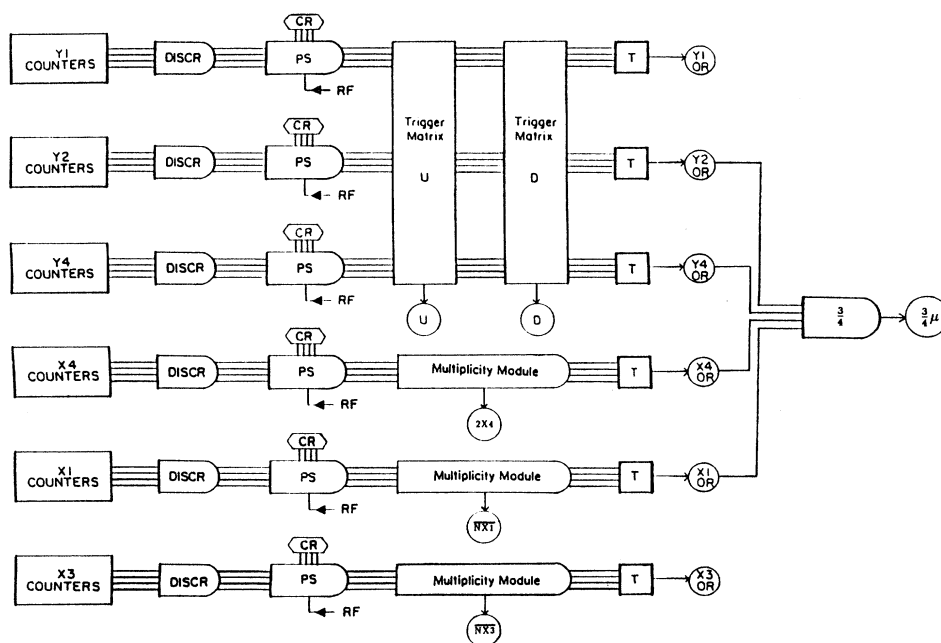 CR
Y1
COUNTERS
DISCR
PS
RF
T
Y1
OR
CR
Y2
COUNTERS
DISCR
PS
RF
Trigger
Matrix
U
Trigger
Matrix
D
T
Y2
OR
CR
Y4
COUNTERS
DISCR
PS
RF
T
Y4
OR
U
D
3/4
3/4 μ
CR
X4
COUNTERS
DISCR
PS
RF
Multiplicity Module
T
X4
OR
2X4
CR
X1
COUNTERS
DISCR
PS
RF
Multiplicity Module
T
X1
OR
N̅X̅1̅
CR
X3
COUNTERS
DISCR
PS
RF
Multiplicity Module
T
X3
OR
N̅X̅3̅